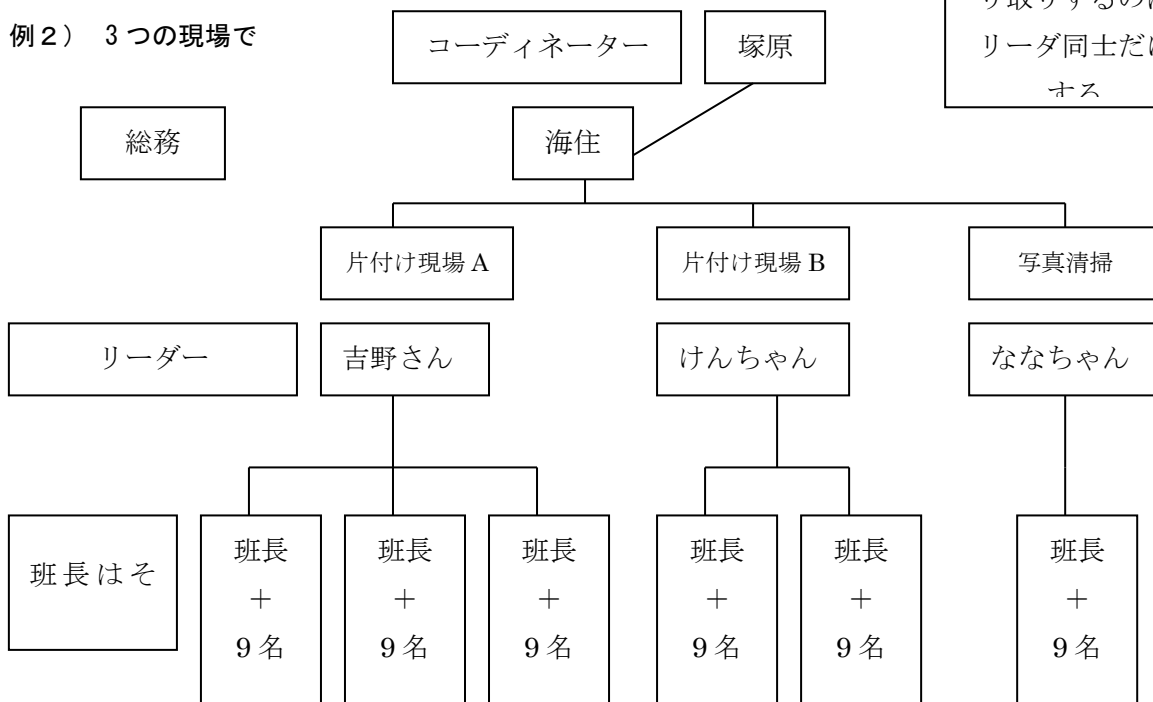 例２） 3 つの現場で
コーディネーター
塚原
リーダ同士だけ
する
総務
海住
片付け現場 A
片付け現場 B
写真清掃
リーダー
吉野さん
けんちゃん
ななちゃん
班長はそ
班長
＋
9 名
班長
＋
9 名
班長
＋
9 名
班長
＋
9 名
班長
＋
9 名
班長
＋
9 名